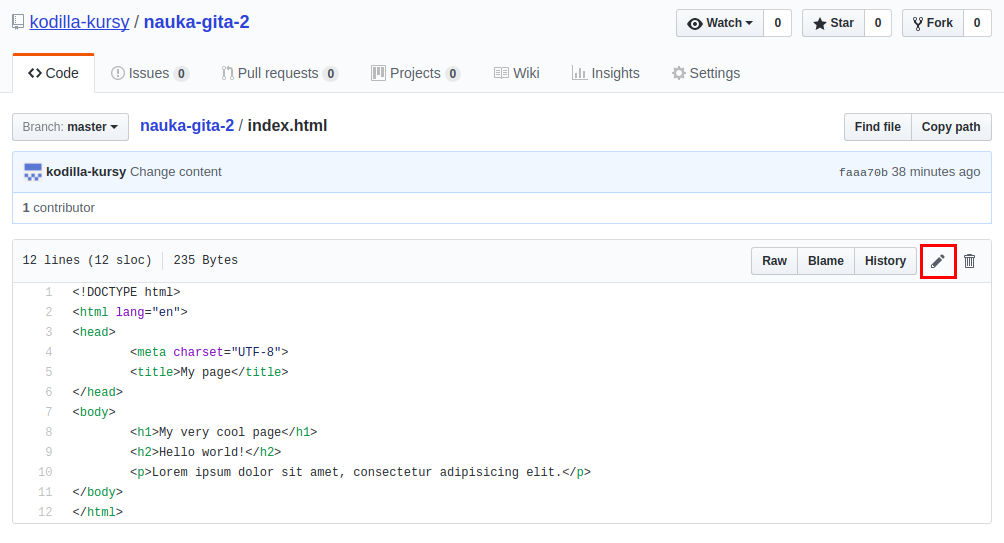 kodilla-kursy / nauka-gita-2 Watch 0 Star 0 Fork 0
Code Issues 0 Pull requests 0 Projects 0 Wiki Insights Settings
Branch: master nauka-gita-2 / index.html Find file Copy path
kodilla-kursy Change content faaa70b 38 minutes ago
1 contributor
12 lines (12 sloc) 235 Bytes Raw Blame History
1 <!DOCTYPE html>
2 <html lang="en">
3 <head>
4 <meta charset="UTF-8">
5 <title>My page</title>
6 </head>
7 <body>
8 <h1>My very cool page</h1>
9 <h2>Hello world!</h2>
10 <p>Lorem ipsum dolor sit amet, consectetur adipisicing elit.</p>
11 </body>
12 </html>